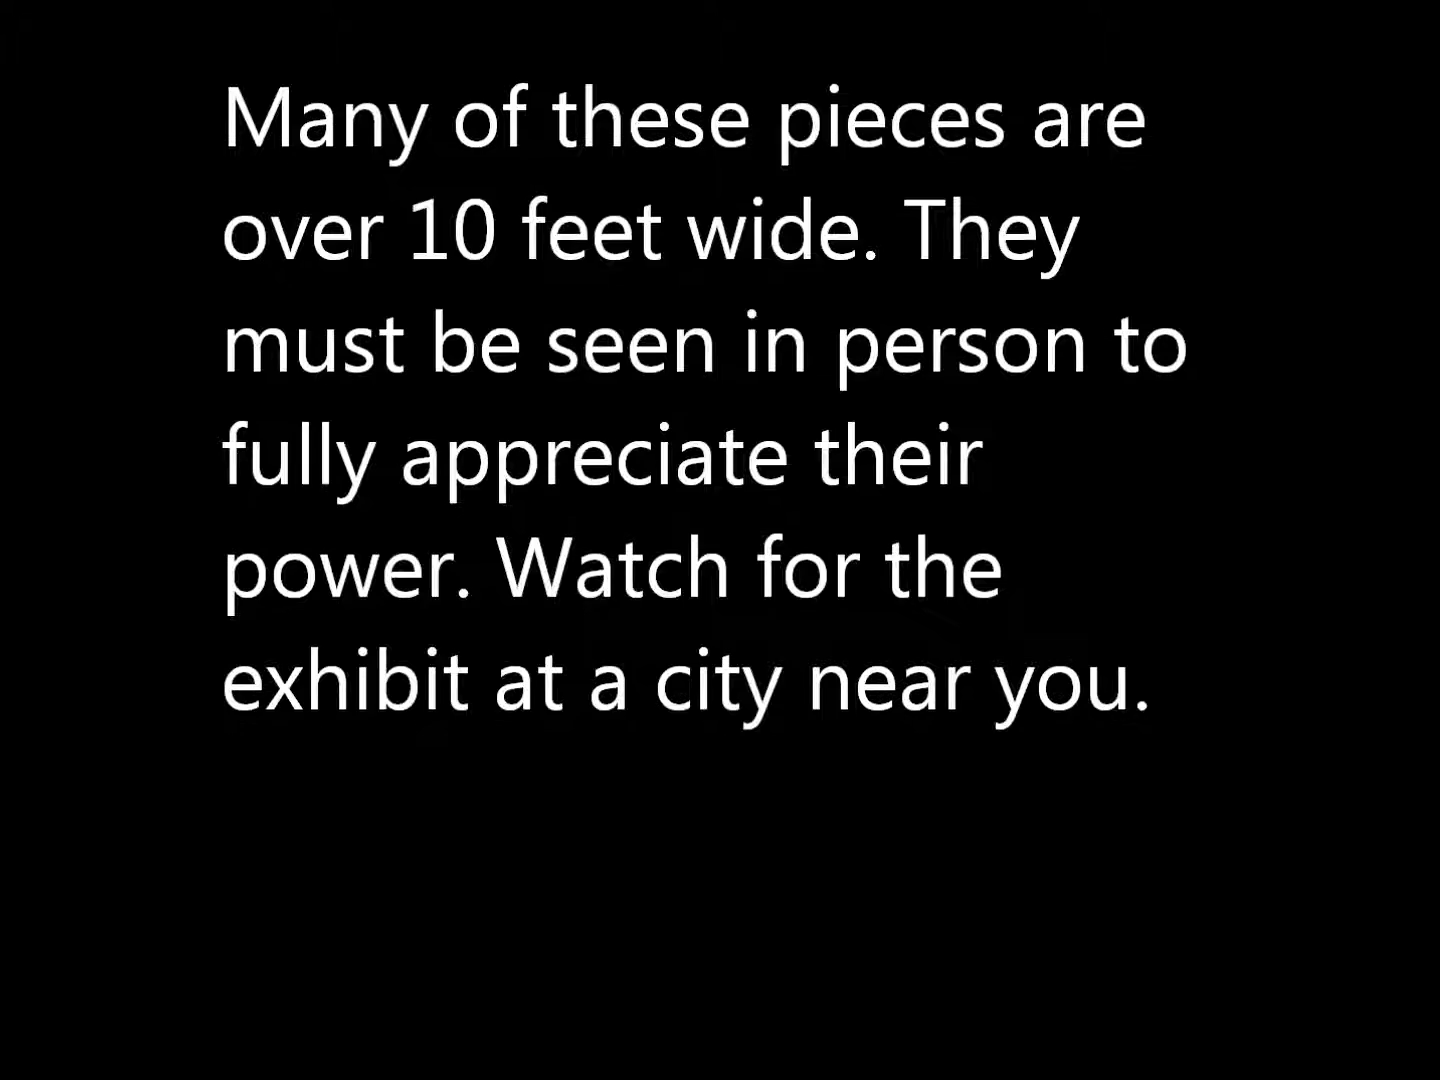 Many of these pieces are
over 10 feet wide. They
must be seen in person to
fully appreciate their
power. Watch for the
exhibit at a city near you.